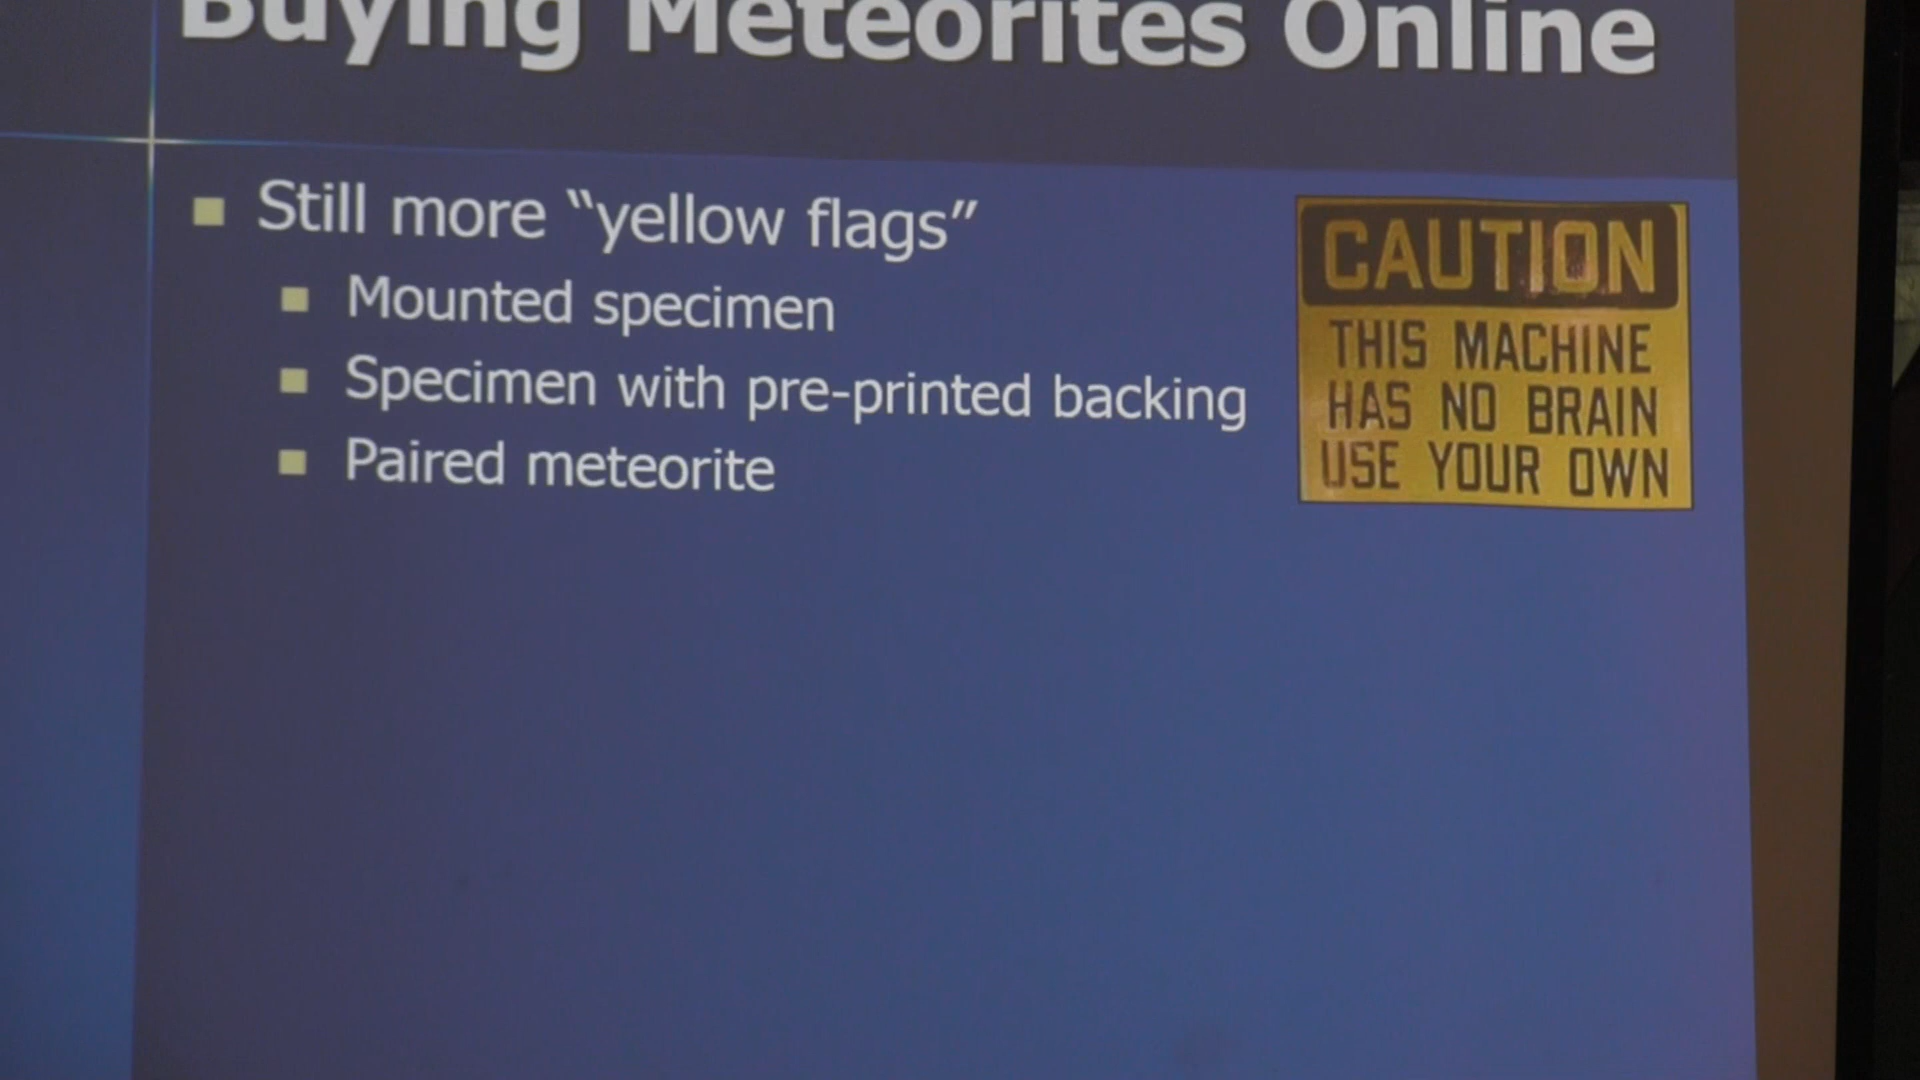 Buying Meteorites Online
Still more “yellow flags”
Mounted specimen
Specimen with pre-printed backing
Paired meteorite
CAUTION
THIS MACHINE
HAS NO BRAIN
USE YOUR OWN